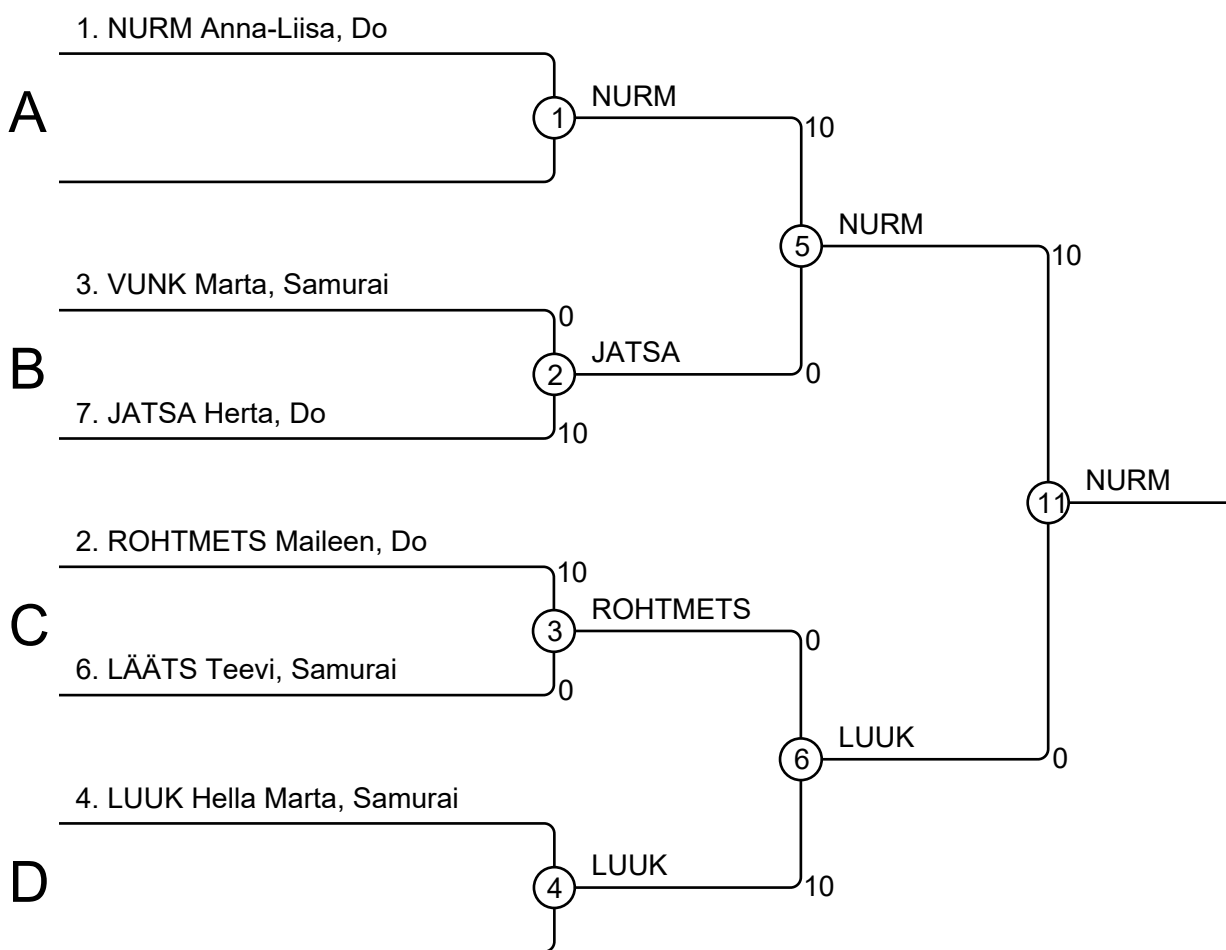 1. NURM Anna-Liisa, Do
A
1
NURM
10
5
NURM
10
3. VUNK Marta, Samurai
0
B
2
JATSA
0
7. JATSA Herta, Do
10
11
NURM
2. ROHTMETS Maileen, Do
10
C
3
ROHTMETS
0
6. LÄÄTS Teevi, Samurai
0
6
LUUK
0
4. LUUK Hella Marta, Samurai
D
4
LUUK
10